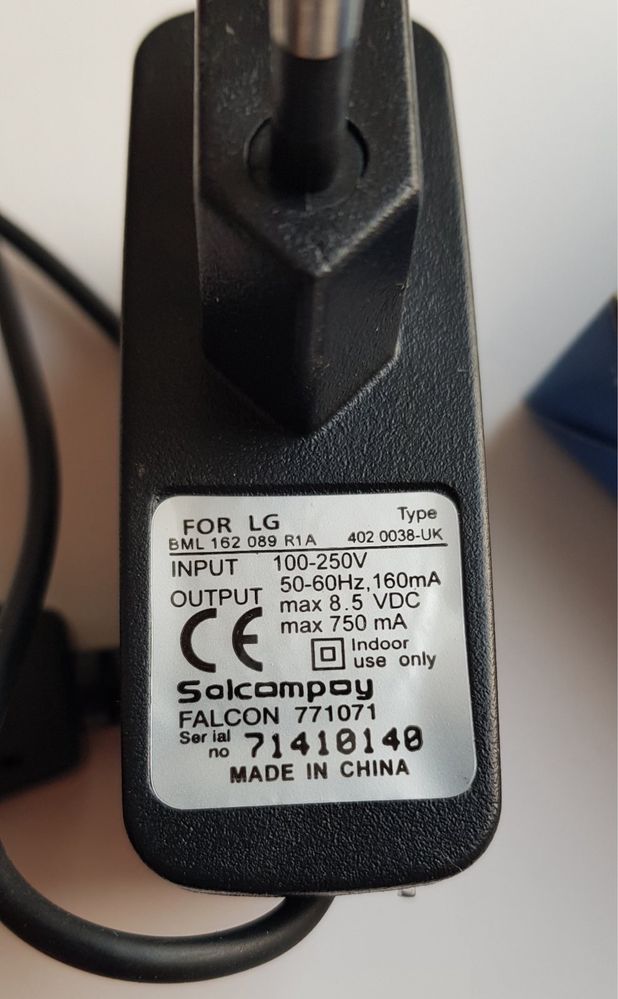 FOR LG Type
BML 162 089 R1A 402 0038-UK
INPUT 100-250V
50-60Hz,160mA
OUTPUT max 8.5 VDC
max 750 mA
CE Indoor
use only
Salcompay
FALCON 771071
Serial
no 71410140
MADE IN CHINA